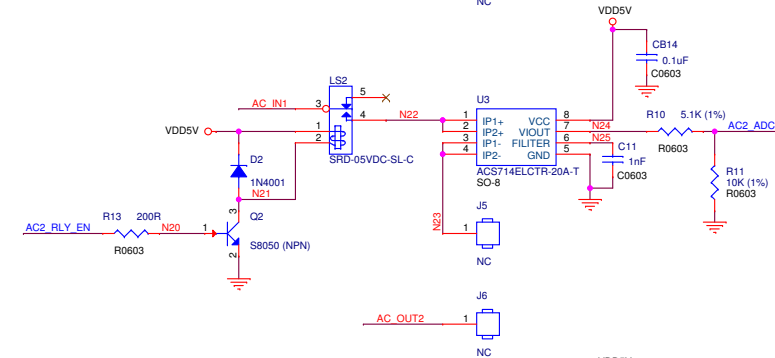 NC
VDD5V
CB14
0.1uF
C0603
LS2
5
AC_IN1
3
4
N22
VDD5V
1
2
SRD-05VDC-SL-C
U3
1
IP1+
VCC
8
2
IP2+
VIOUT
7
N24
3
IP1-
FILITER
6
N25
4
IP2-
GND
5
ACS714ELCTR-20A-T
SO-8
R10
5.1K (1%)
R0603
AC2_ADC
C11
1nF
C0603
R11
10K (1%)
R0603
D2
1N4001
N21
3
Q2
R13
200R
AC2_RLY_EN
N20
1
R0603
S8050 (NPN)
2
N23
J5
1
NC
J6
AC_OUT2
1
NC